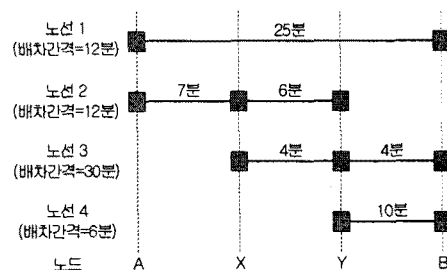 노선 1
(배차간격=12분)
25분
노선 2
(배차간격=12분)
7분
6분
노선 3
(배차간격=30분)
4분
4분
노선 4
(배차간격=6분)
10분
노드
A
X
Y
B